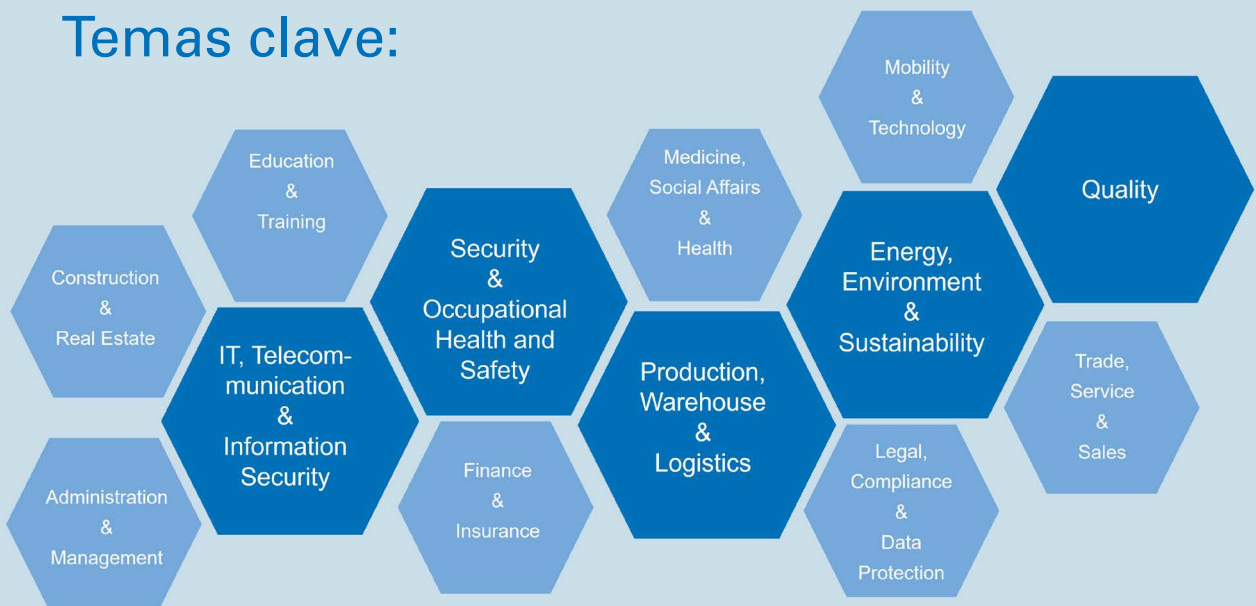 Temas clave:
Mobility
&
Technology
Quality
Education
&
Training
Medicine,
Social Affairs
&
Health
Security
&
Occupational
Health and
Safety
Energy,
Environment
&
Sustainability
Construction
&
Real Estate
IT, Telecom-
munication
&
Information
Security
Production,
Warehouse
&
Logistics
Trade,
Service
&
Sales
Administration
&
Management
Finance
&
Insurance
Legal,
Compliance
&
Data
Protection